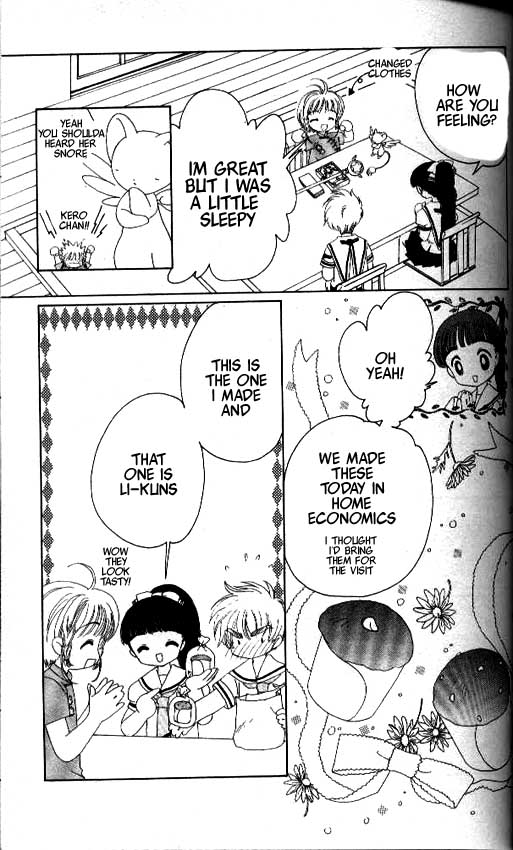 HOW
ARE YOU
FEELING?
CHANGED
CLOTHES
IM GREAT
BUT I WAS
A LITTLE
SLEEPY
YEAH
YOU SHOULDA
HEARD HER
SNORE
KERO
CHAN!!
OH
YEAH!
WE MADE
THESE
TODAY IN
HOME
ECONOMICS
I THOUGHT
I'D BRING
THEM FOR
THE VISIT
THIS IS
THE ONE
I MADE
AND
THAT
ONE IS
LI-KUNS
WOW
THEY
LOOK
TASTY!